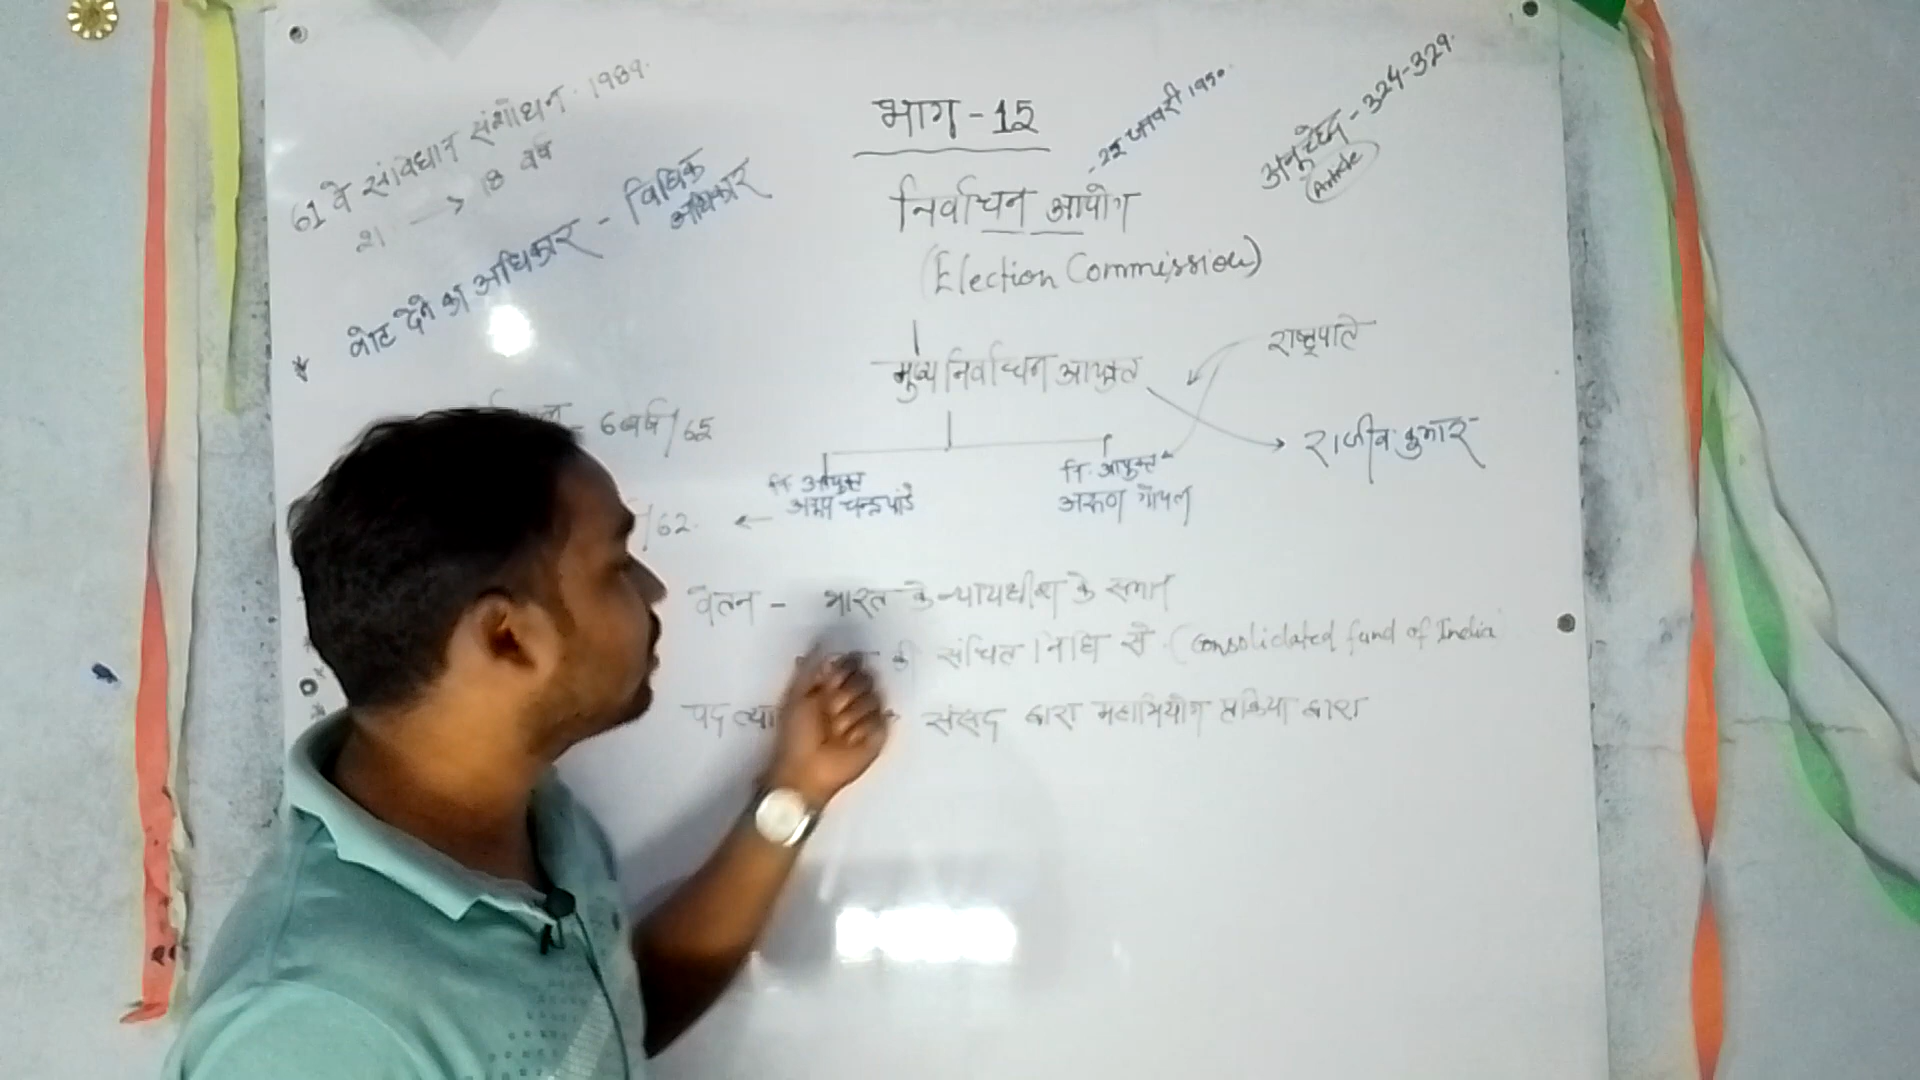 भाग - 15
निर्वाचन आयोग
- 25 जनवरी 1950.
(Election Commission)
अनुच्छेद - 324-329.
(Article)
61 वे संविधान संशोधन . 1989.
21 → 18 वर्ष
* वोट देने का अधिकार - विधिक
अधिकार
मुख्य निर्वाचन आयुक्त
राष्ट्रपति
राजीव कुमार
6 वर्ष/65
नि. आयुक्त
नि. आयुक्त
अरुण गोयल
/62.
वेतन - भारत के न्यायधीश के समान
की संचित निधि से (Consolidated fund of India
पद त्या
संसद द्वारा महाभियोग प्रक्रिया द्वारा